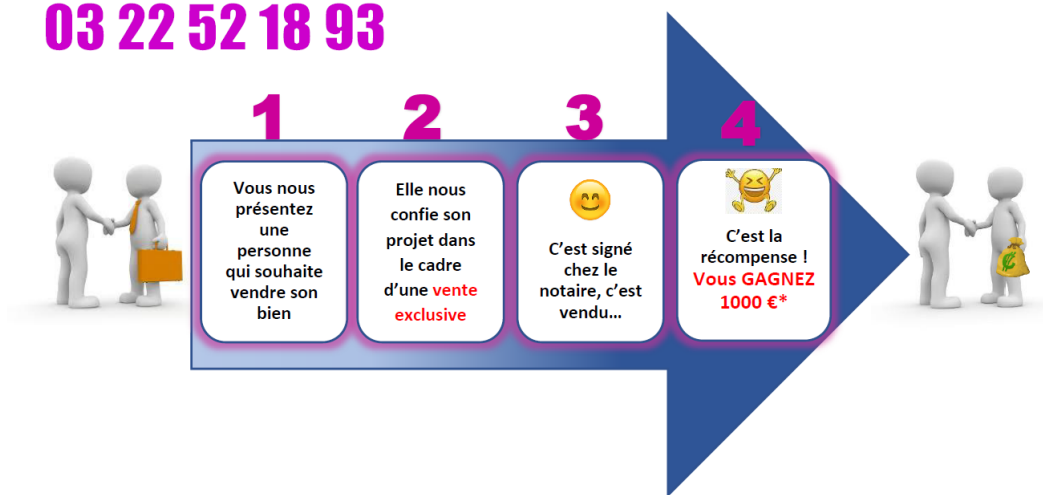 03 22 52 18 93
1
Vous nous
présentez
une
personne
qui souhaite
vendre son
bien
2
Elle nous
confie son
projet dans
le cadre
d’une vente
exclusive
3
C’est signé
chez le
notaire, c’est
vendu...
4
C’est la
récompense !
Vous GAGNEZ
1000 €*
₡